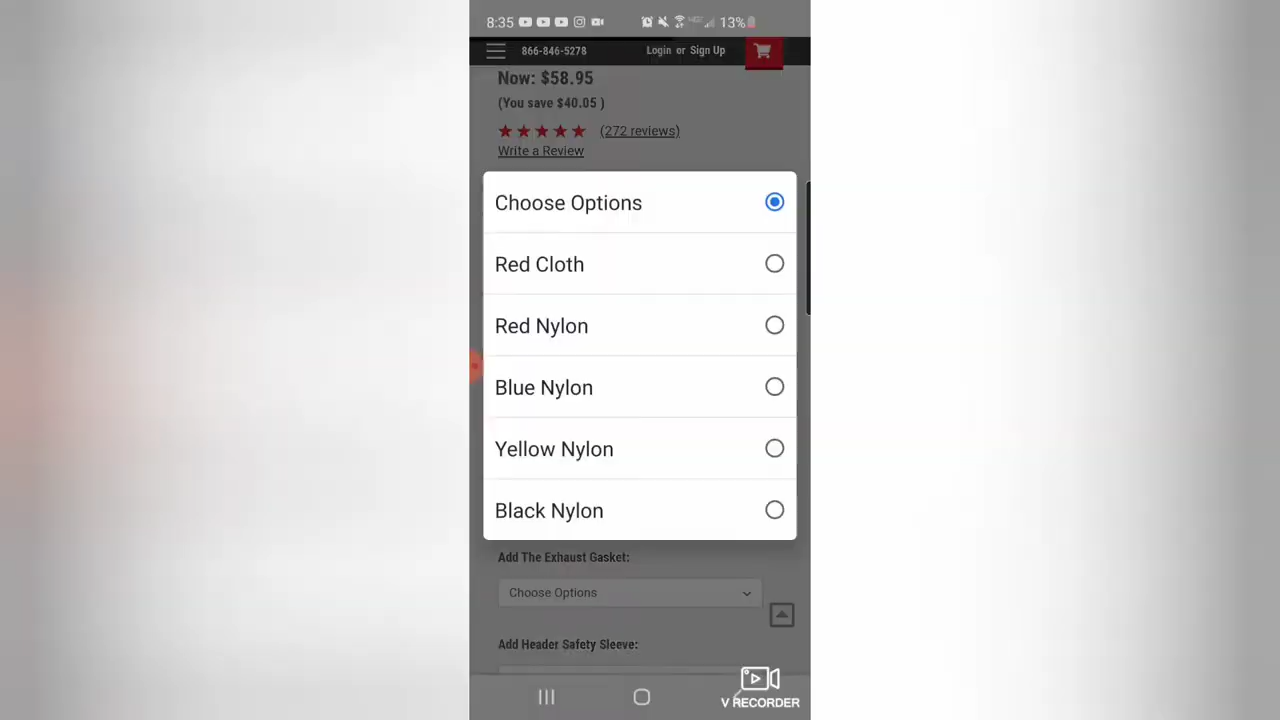 8:35
13%
866-846-5278
Login or Sign Up
Now: $58.95
(You save $40.05 )
(272 reviews)
Write a Review
Choose Options
Red Cloth
Red Nylon
Blue Nylon
Yellow Nylon
Black Nylon
Add The Exhaust Gasket:
Choose Options
Add Header Safety Sleeve:
V RECORDER